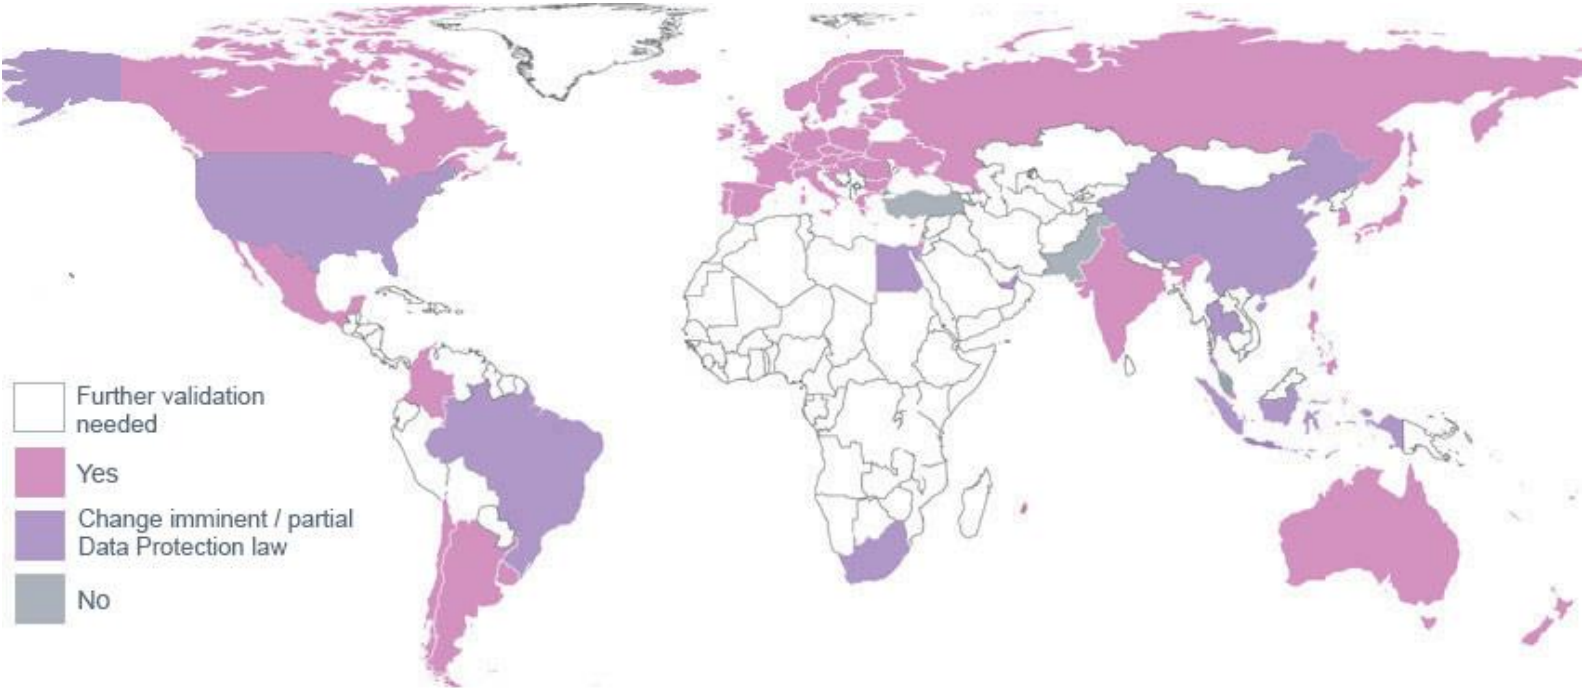 Further validation
needed
Yes
Change imminent / partial
Data Protection law
No